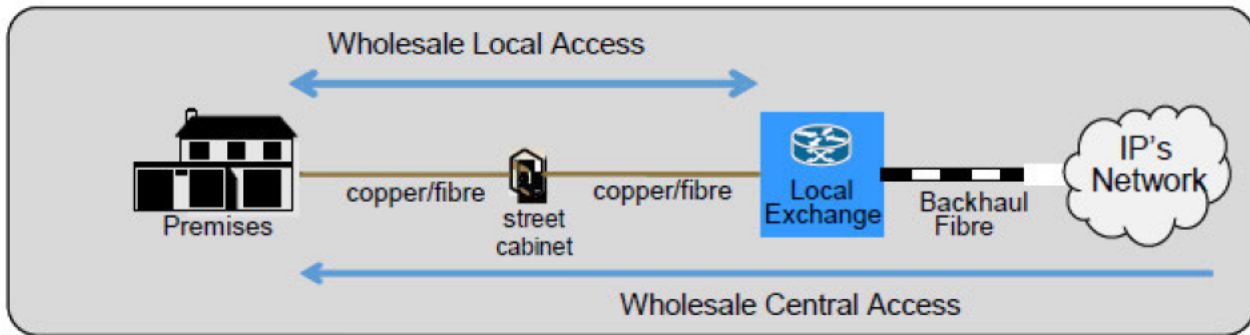 Wholesale Local Access
Premises
copper/fibre
street
cabinet
copper/fibre
Local
Exchange
Backhaul
Fibre
IP's
Network
Wholesale Central Access